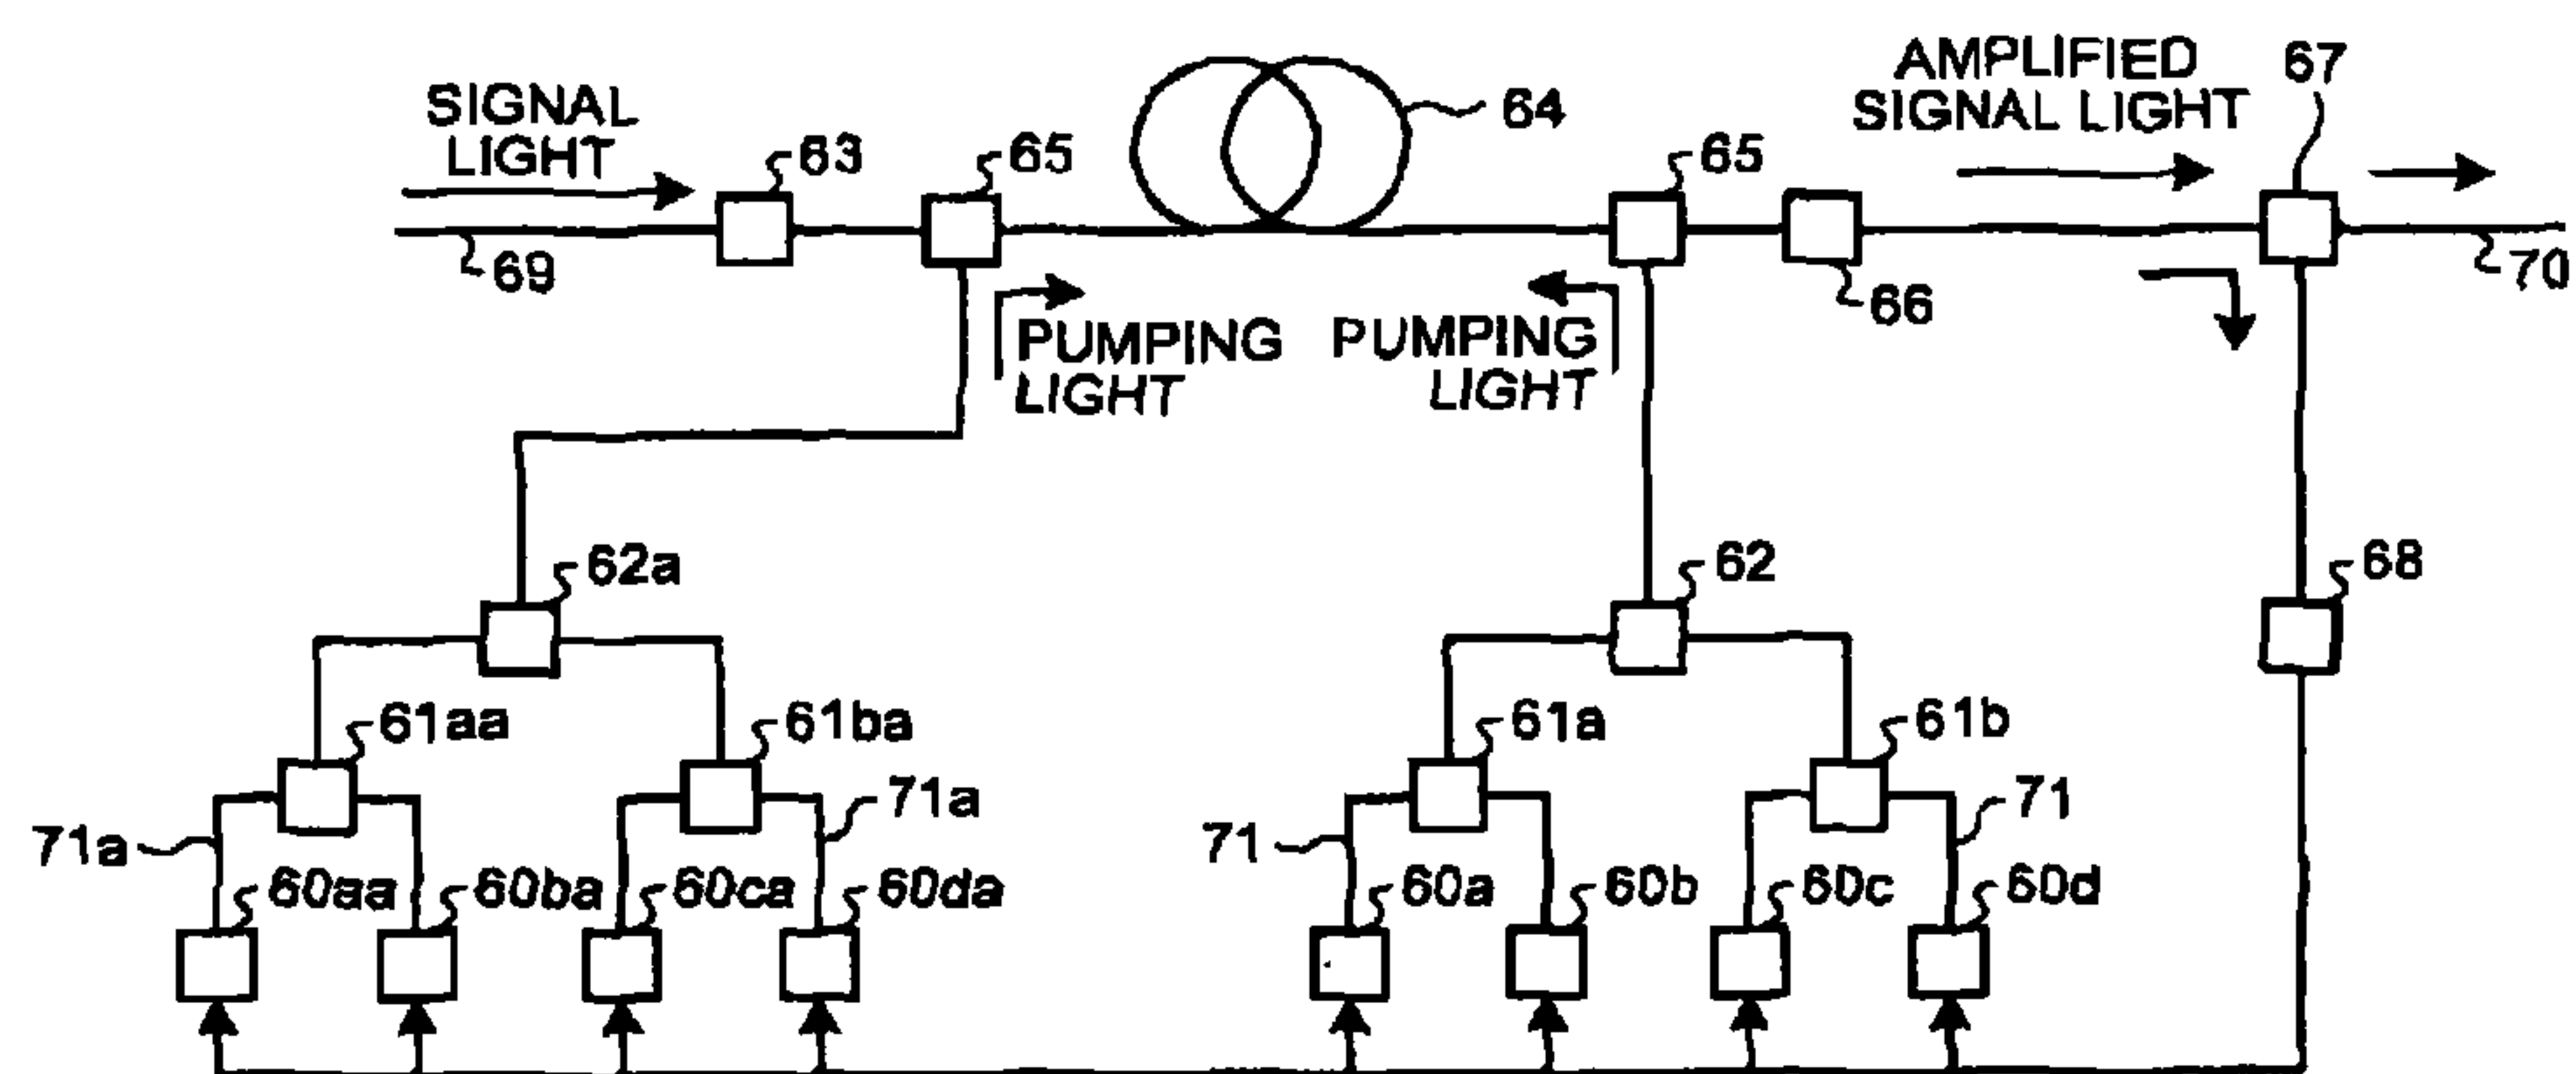 SIGNAL
LIGHT
AMPLIFIED
SIGNAL LIGHT
67
64
63
65
65
69
66
70
PUMPING
LIGHT
PUMPING
LIGHT
62a
62
68
61aa
61ba
61a
61b
71a
71a
71
71
60aa
60ba
60ca
60da
60a
60b
60c
60d